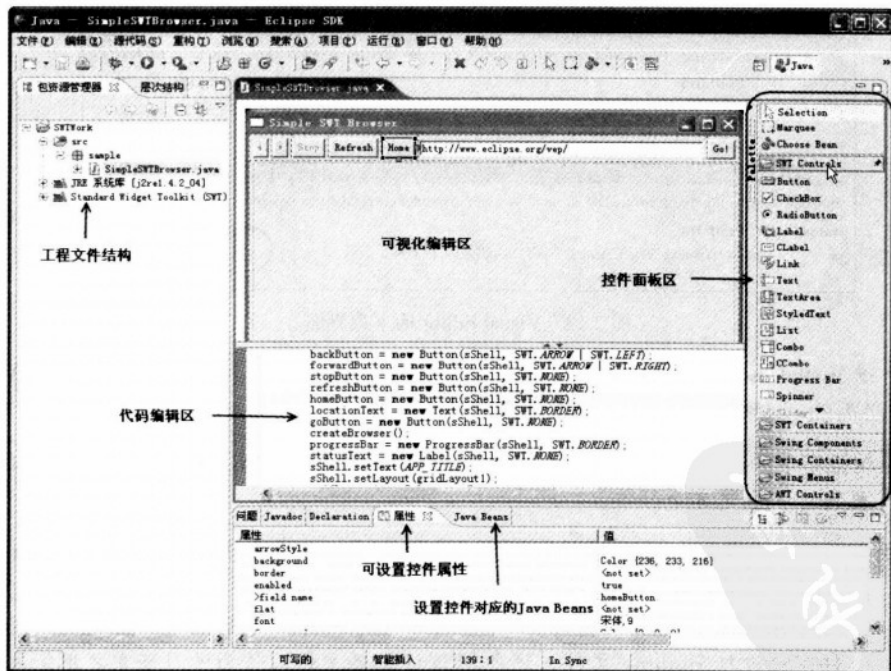 Java — SimpleSWTBrowser.java — Eclipse SDK
文件(F) 编辑(E) 源代码(S) 重构(T) 浏览(N) 搜索(A) 项目(P) 运行(R) 窗口(W) 帮助(H)
Java
包资源管理器 层次结构
SimpleSWTBrowser.java
SWTWork
src
sample
SimpleSWTBrowser.java
JRE 系统库 [j2re1.4.2_04]
Standard Widget Toolkit (SWT)
工程文件结构
Simple SWT Browser
Stop Refresh Home http://www.eclipse.org/vep/ Go!
可视化编辑区
控件面板区
Palette
Selection
Marquee
Choose Bean
SWT Controls
Button
CheckBox
RadioButton
Label
CLabel
Link
Text
TextArea
StyledText
List
Combo
CCombo
Progress Bar
Spinner
SWT Containers
Swing Components
Swing Containers
Swing Menus
AWT Controls
代码编辑区
backButton = new Button(sShell, SWT.ARROW | SWT.LEFT);
forwardButton = new Button(sShell, SWT.ARROW | SWT.RIGHT);
stopButton = new Button(sShell, SWT.NONE);
refreshButton = new Button(sShell, SWT.NONE);
homeButton = new Button(sShell, SWT.NONE);
locationText = new Text(sShell, SWT.BORDER);
goButton = new Button(sShell, SWT.NONE);
createBrowser();
progressBar = new ProgressBar(sShell, SWT.BORDER);
statusText = new Label(sShell, SWT.NONE);
sShell.setText(APP_TITLE);
sShell.setLayout(gridLayout1);
问题 Javadoc Declaration 属性 Java Beans
属性 值
arrowStyle
background Color {236, 233, 216}
border <not set>
enabled true
>field name homeButton
flat <not set>
font 宋体,9
可设置控件属性
设置控件对应的Java Beans
可写的 智能插入 139:1 In Sync